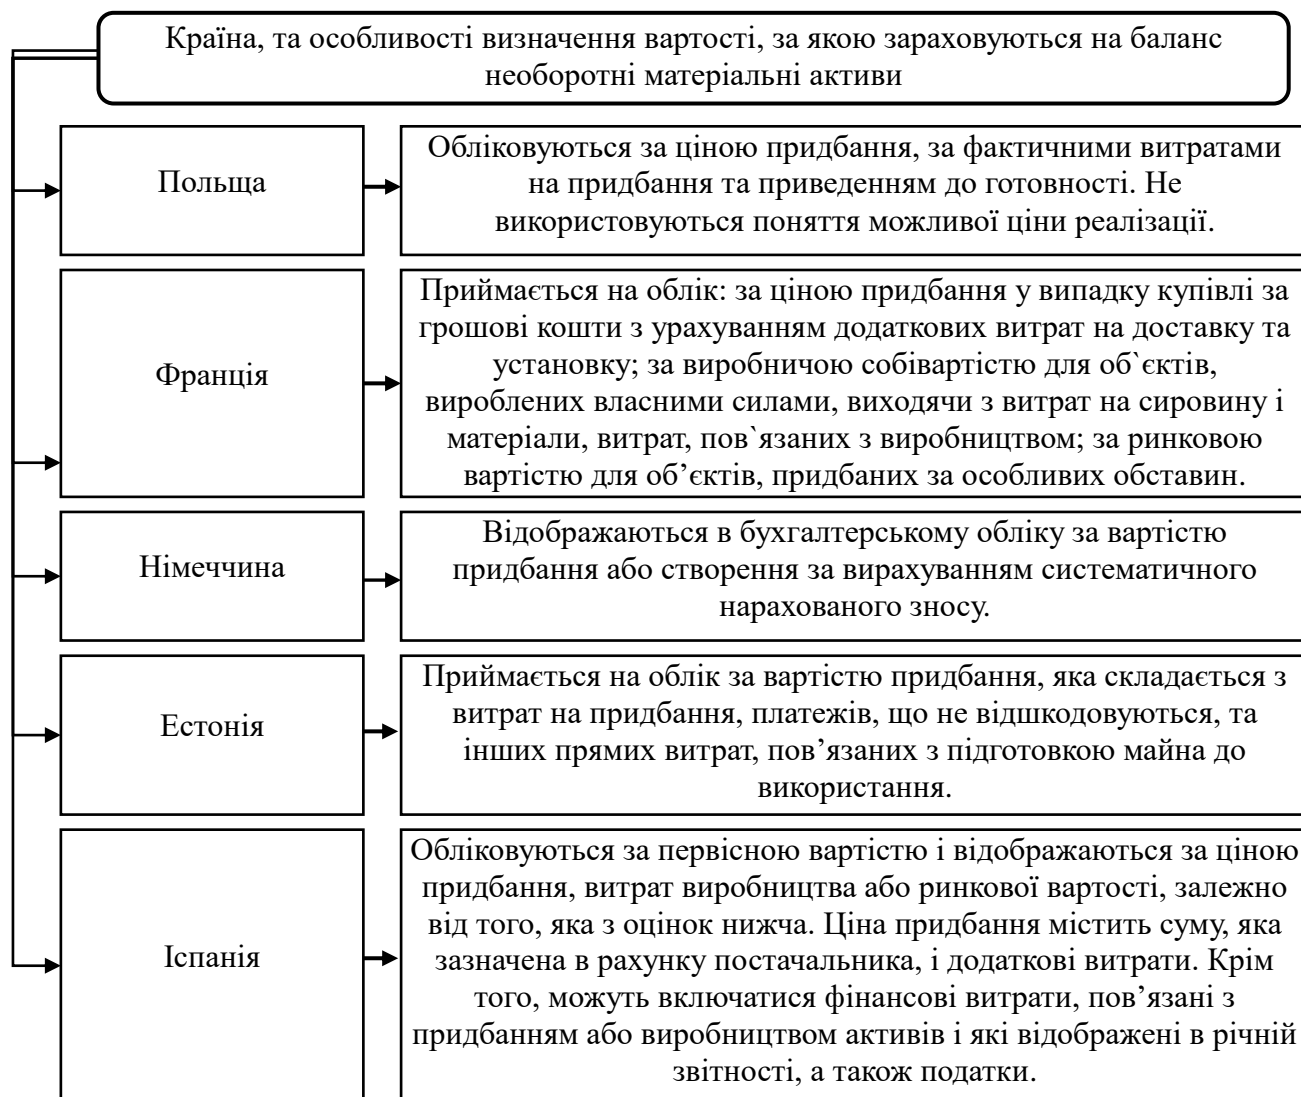 Країна, та особливості визначення вартості, за якою зараховуються на баланс
необоротні матеріальні активи
Польща
Обліковуються за ціною придбання, за фактичними витратами
на придбання та приведенням до готовності. Не
використовуються поняття можливої ціни реалізації.
Франція
Приймається на облік: за ціною придбання у випадку купівлі за
грошові кошти з урахуванням додаткових витрат на доставку та
установку; за виробничою собівартістю для об`єктів,
вироблених власними силами, виходячи з витрат на сировину і
матеріали, витрат, пов`язаних з виробництвом; за ринковою
вартістю для об’єктів, придбаних за особливих обставин.
Німеччина
Відображаються в бухгалтерському обліку за вартістю
придбання або створення за вирахуванням систематичного
нарахованого зносу.
Естонія
Приймається на облік за вартістю придбання, яка складається з
витрат на придбання, платежів, що не відшкодовуються, та
інших прямих витрат, пов’язаних з підготовкою майна до
використання.
Іспанія
Обліковуються за первісною вартістю і відображаються за ціною
придбання, витрат виробництва або ринкової вартості, залежно
від того, яка з оцінок нижча. Ціна придбання містить суму, яка
зазначена в рахунку постачальника, і додаткові витрати. Крім
того, можуть включатися фінансові витрати, пов’язані з
придбанням або виробництвом активів і які відображені в річній
звітності, а також податки.